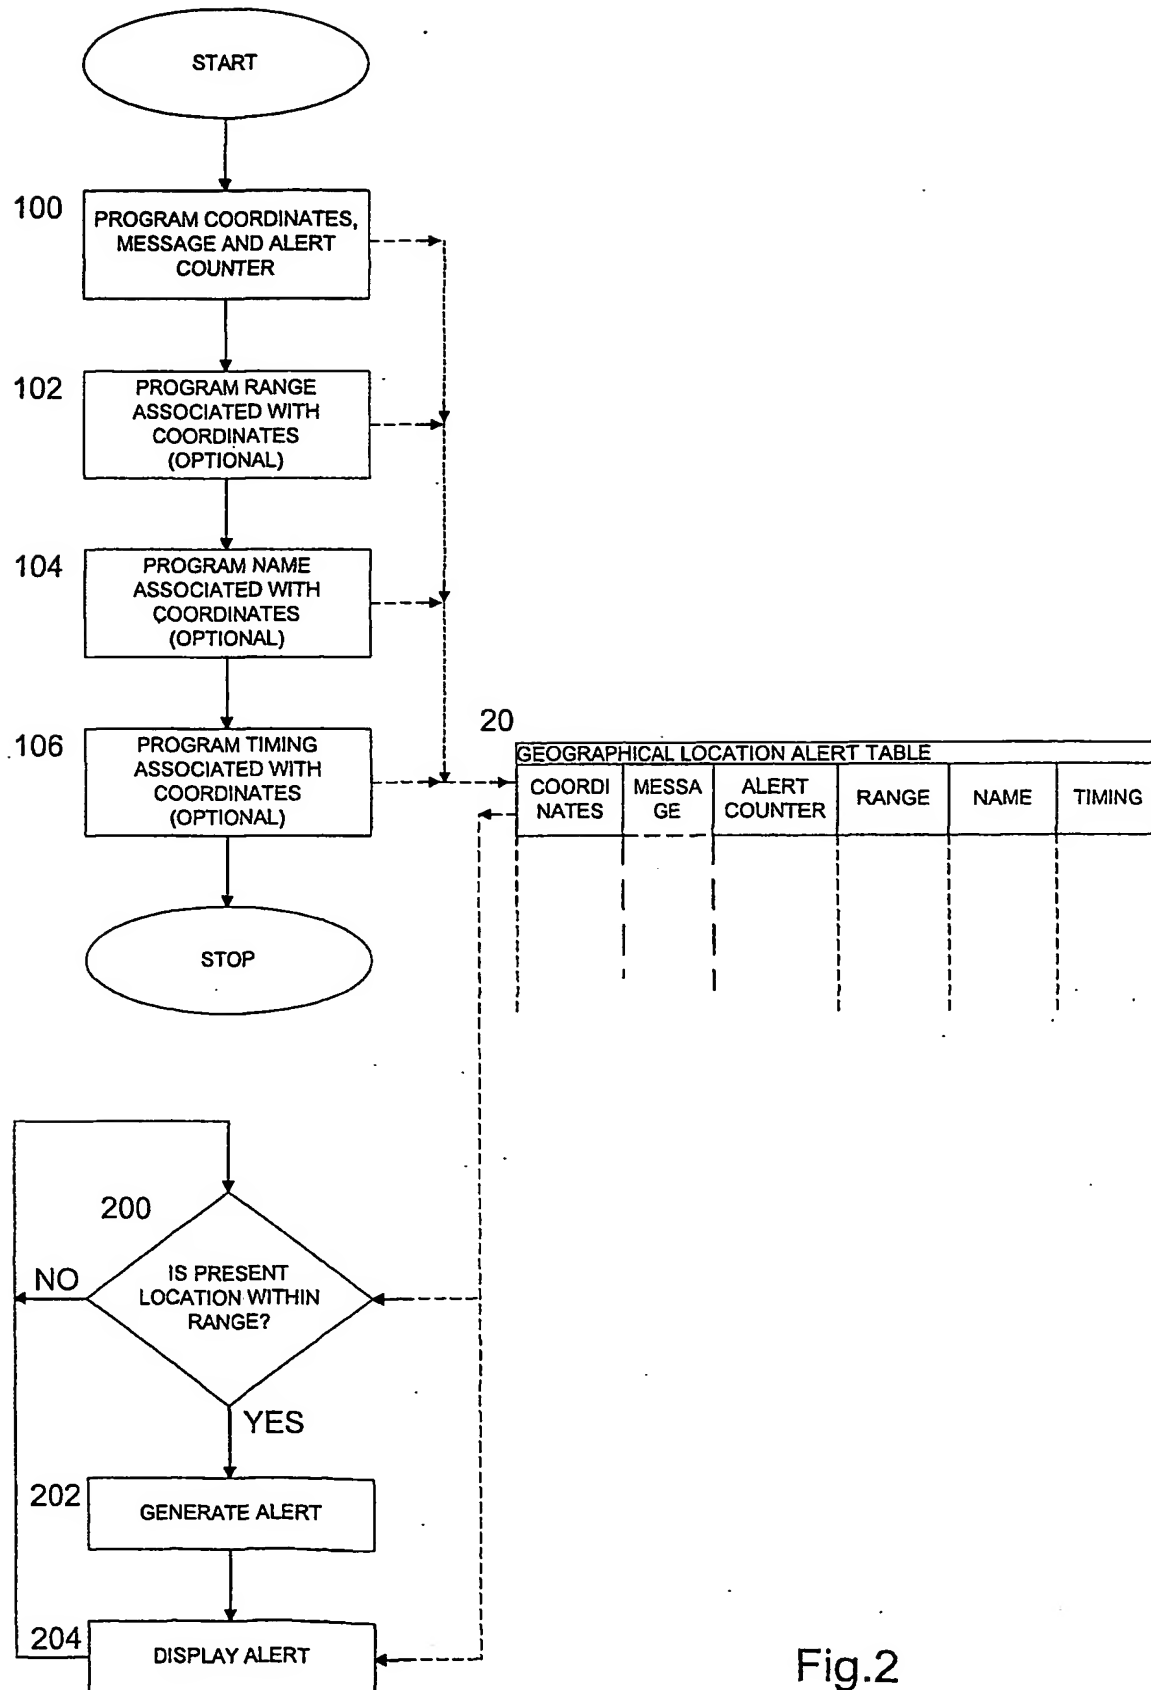 START
100
PROGRAM COORDINATES,
MESSAGE AND ALERT
COUNTER
102
PROGRAM RANGE
ASSOCIATED WITH
COORDINATES
(OPTIONAL)
104
PROGRAM NAME
ASSOCIATED WITH
COORDINATES
(OPTIONAL)
106
PROGRAM TIMING
ASSOCIATED WITH
COORDINATES
(OPTIONAL)
STOP
20
GEOGRAPHICAL LOCATION ALERT TABLE
COORDI
NATES
MESSA
GE
ALERT
COUNTER
RANGE
NAME
TIMING
200
IS PRESENT
LOCATION WITHIN
RANGE?
NO
YES
202
GENERATE ALERT
204
DISPLAY ALERT
Fig.2